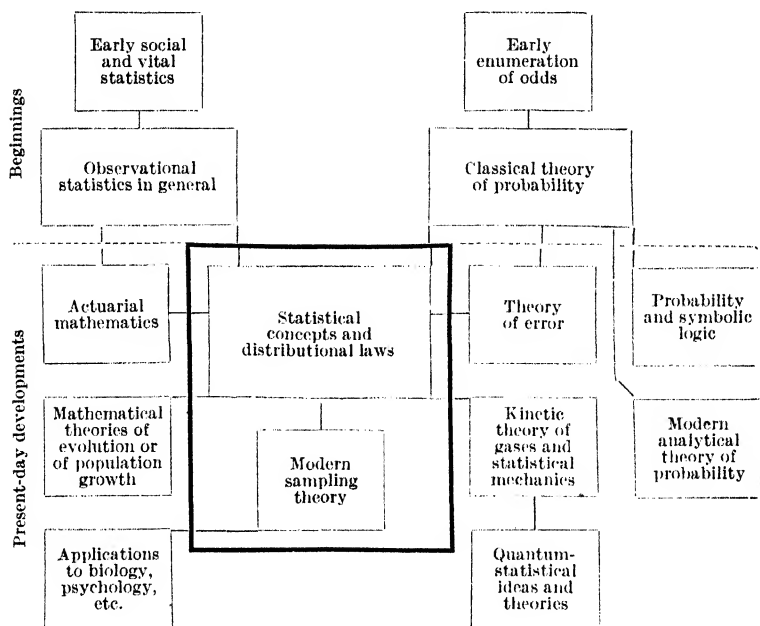 Early social
and vital
statistics
Early
enumeration
of odds
Beginnings
Observational
statistics in general
Classical theory
of probability
Present-day developments
Actuarial
mathematics
Statistical
concepts and
distributional laws
Theory
of error
Probability
and symbolic
logic
Mathematical
theories of
evolution or
of population
growth
Modern
sampling
theory
Kinetic
theory of
gases and
statistical
mechanics
Modern
analytical
theory of
probability
Applications
to biology,
psychology,
etc.
Quantum-
statistical
ideas and
theories